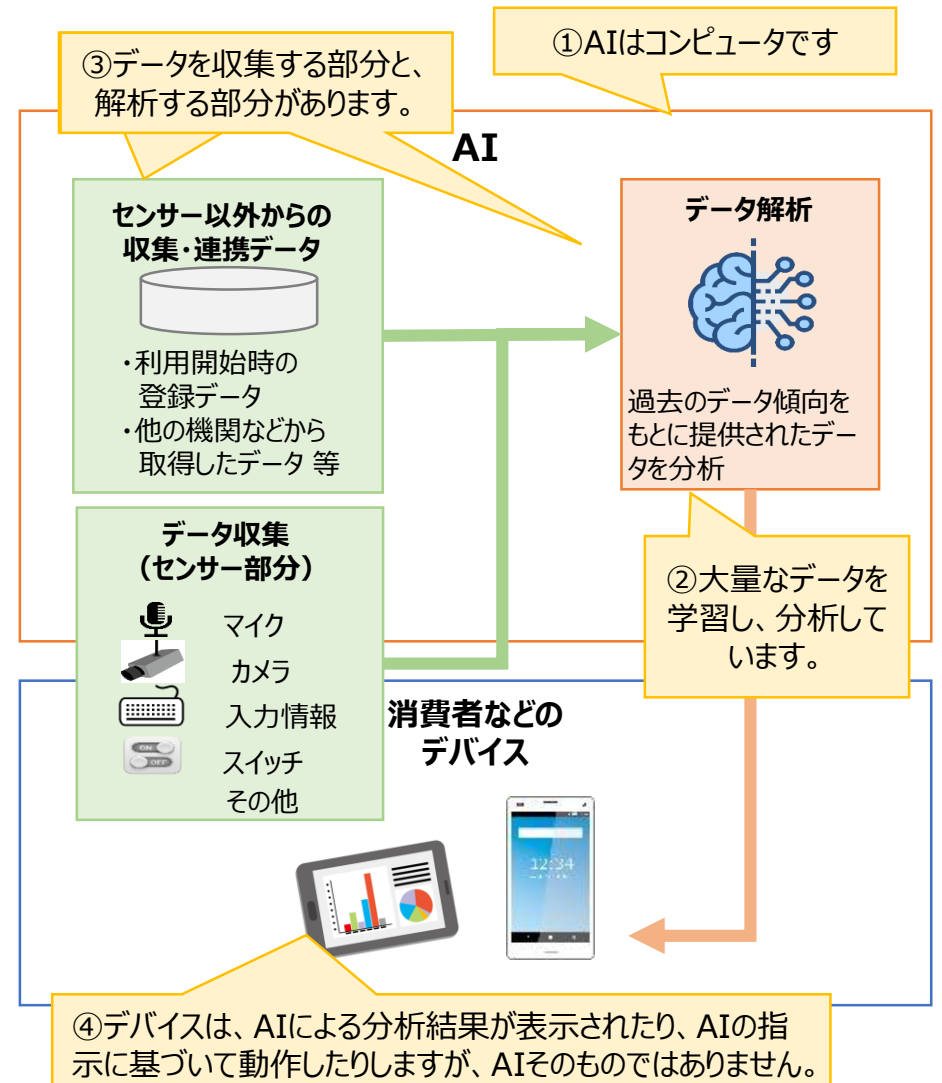 ①AIはコンピュータです
③データを収集する部分と、
解析する部分があります。
AI
センサー以外からの
収集・連携データ
・利用開始時の
登録データ
・他の機関などから
取得したデータ 等
データ解析
過去のデータ傾向を
もとに提供されたデー
タを分析
②大量なデータを
学習し、分析して
います。
データ収集
（センサー部分）
マイク
カメラ
入力情報
ON
OFF
スイッチ
その他
消費者などの
デバイス
12:34
④デバイスは、AIによる分析結果が表示されたり、AIの指
示に基づいて動作したりしますが、AIそのものではありません。